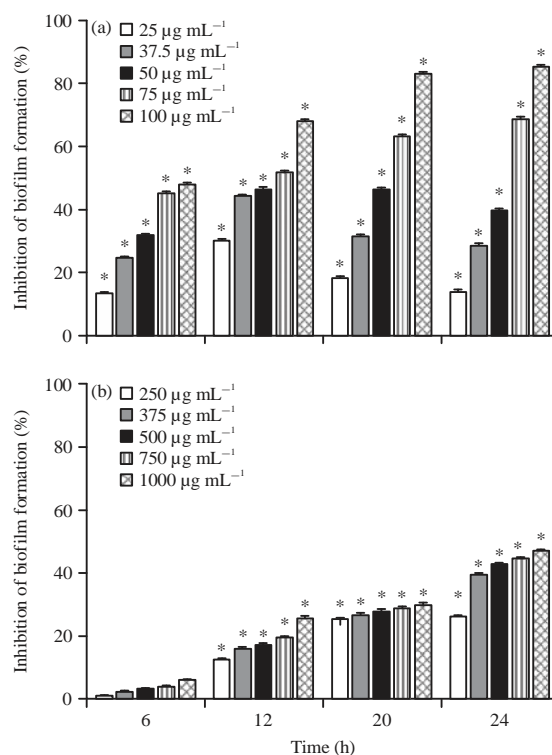 (a)
25 µg mL⁻¹
37.5 µg mL⁻¹
50 µg mL⁻¹
75 µg mL⁻¹
100 µg mL⁻¹
Inhibition of biofilm formation (%)
100
80
60
40
20
0
* * * * *
* * * * *
* * * * *
* * * * *
(b)
250 µg mL⁻¹
375 µg mL⁻¹
500 µg mL⁻¹
750 µg mL⁻¹
1000 µg mL⁻¹
Inhibition of biofilm formation (%)
100
80
60
40
20
0
* * * * *
* * * * *
* * * * *
6 12 20 24
Time (h)